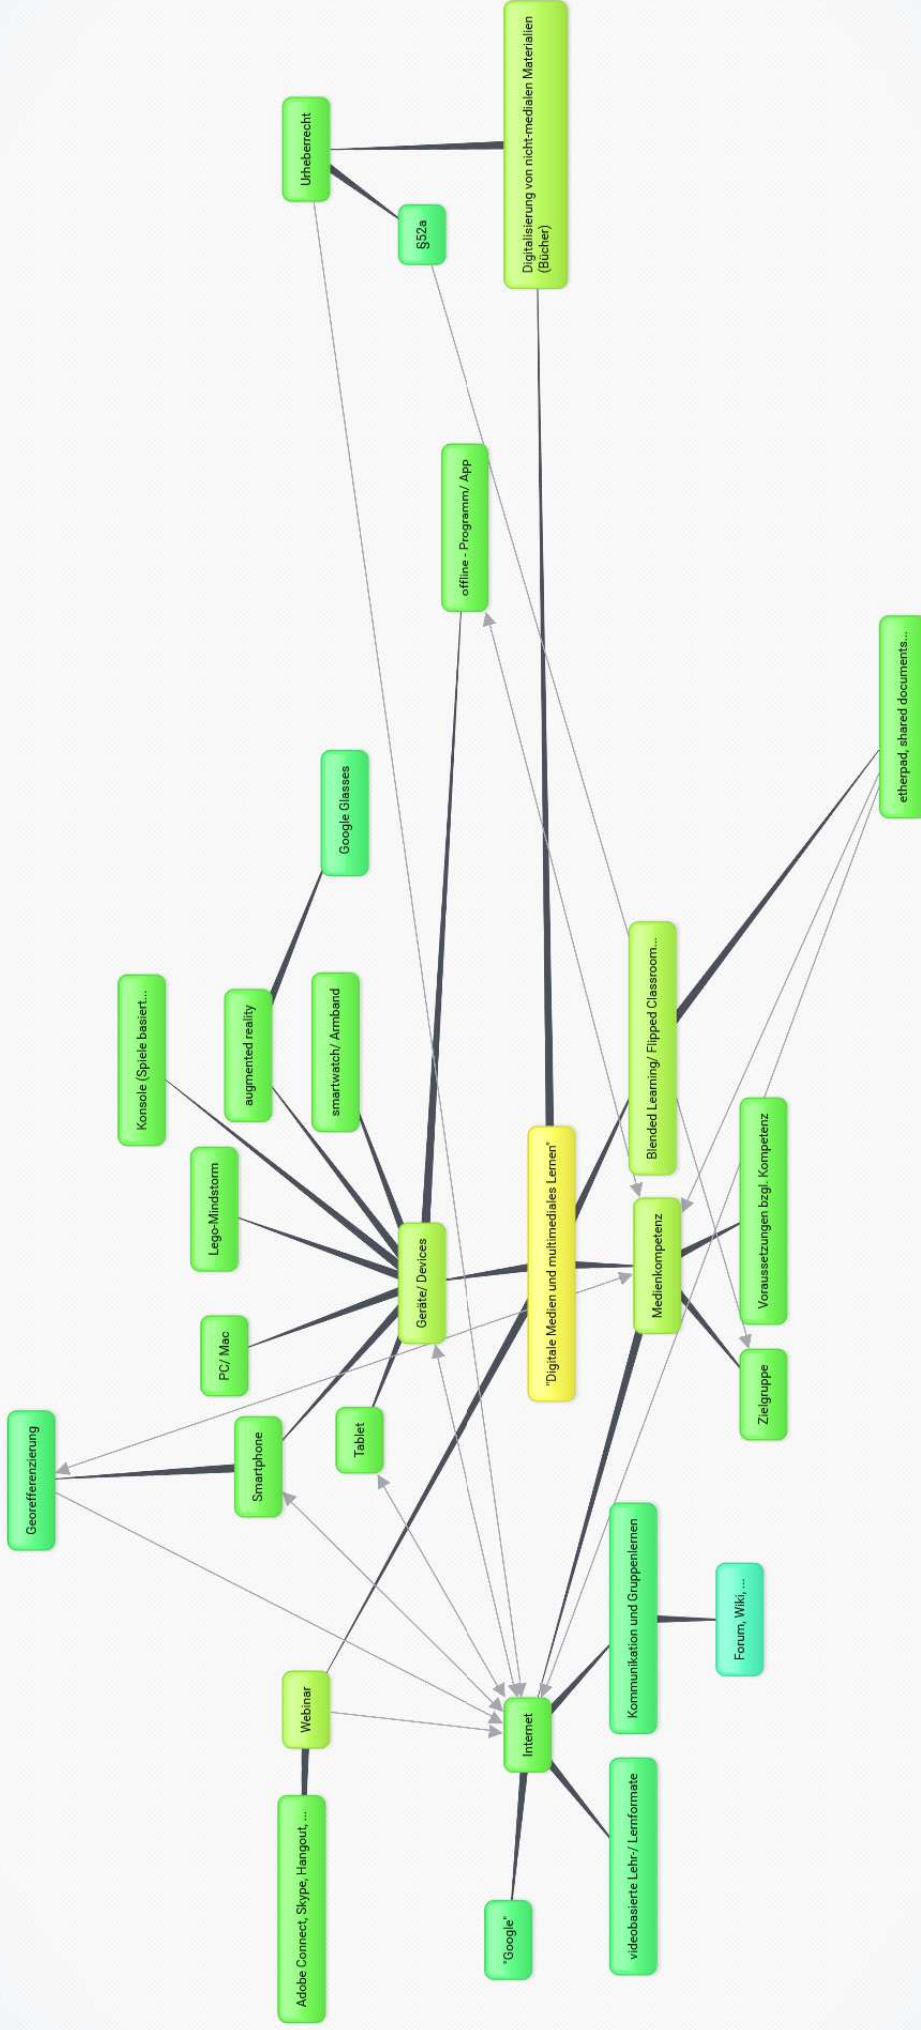 Georefferenzierung
Konsole (Spiele basiert...
Lego-Mindstorm
PC/ Mac
augmented reality
Smartphone
smartwatch/ Armband
Google Glasses
Tablet
Urheberrecht
Webinar
Adobe Connect, Skype, Hangout, ...
§52a
Geräte/ Devices
offline - Programm/ App
Digitalisierung von nicht-medialen Materialien
(Bücher)
"Digitale Medien und multimediales Lernen"
Internet
"Google"
Blended Learning/ Flipped Classroom...
Medienkompetenz
Kommunikation und Gruppenlernen
videobasierte Lehr-/ Lernformate
Voraussetzungen bzgl. Kompetenz
Zielgruppe
Forum, Wiki, ...
etherpad, shared documents...